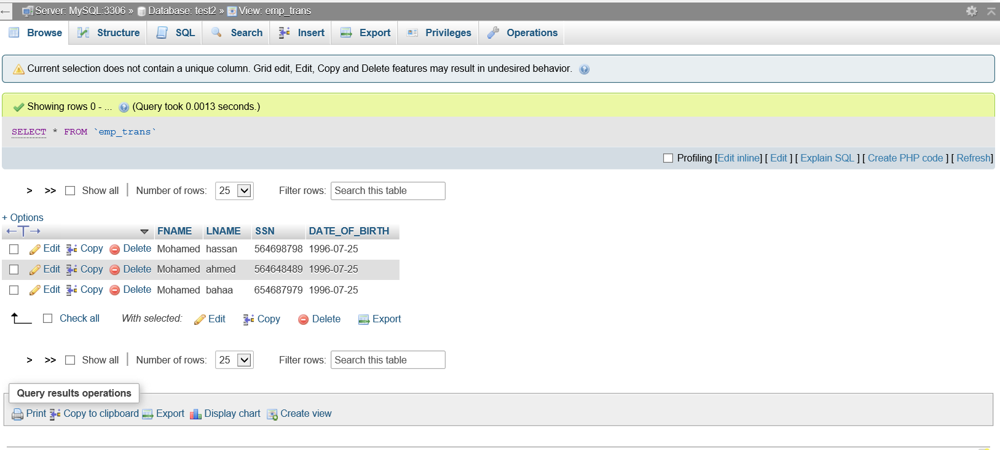 ← Server: MySQL:3306 » Database: test2 » View: emp_trans
Browse Structure SQL Search Insert Export Privileges Operations
Current selection does not contain a unique column. Grid edit, Edit, Copy and Delete features may result in undesired behavior.
Showing rows 0 - ... (Query took 0.0013 seconds.)
SELECT * FROM `emp_trans`
Profiling [Edit inline] [ Edit ] [ Explain SQL ] [ Create PHP code ] [ Refresh]
> >> Show all | Number of rows: 25 Filter rows: Search this table
+ Options
←T→ FNAME LNAME SSN DATE_OF_BIRTH
Edit Copy Delete Mohamed hassan 564698798 1996-07-25
Edit Copy Delete Mohamed ahmed 564648489 1996-07-25
Edit Copy Delete Mohamed bahaa 654687979 1996-07-25
Check all With selected: Edit Copy Delete Export
> >> Show all | Number of rows: 25 Filter rows: Search this table
Query results operations
Print Copy to clipboard Export Display chart Create view